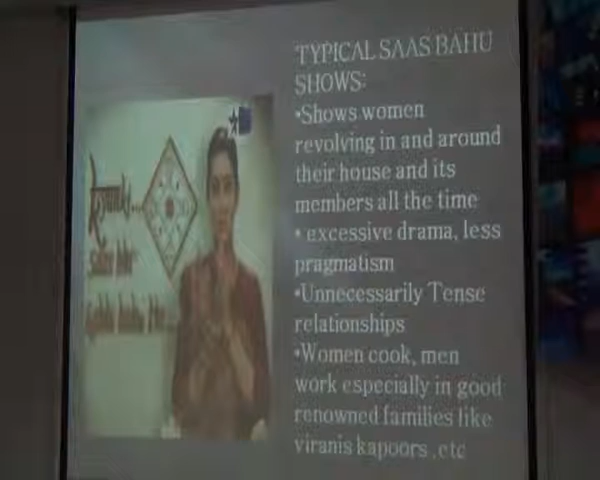 TYPICAL SAAS BAHU
SHOWS:
•Shows women
revolving in and around
their house and its
members all the time
• excessive drama, less
pragmatism
•Unnecessarily Tense
relationships
•Women cook, men
work especially in good
renowned families like
viranis kapoors ,etc
Kyunki...